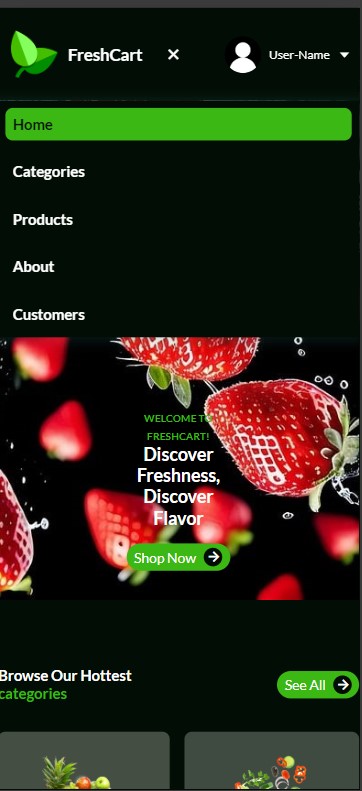 FreshCart
User-Name
Home
Categories
Products
About
Customers
WELCOME TO
FRESHCART!
Discover
Freshness,
Discover
Flavor
Shop Now
Browse Our Hottest
categories
See All